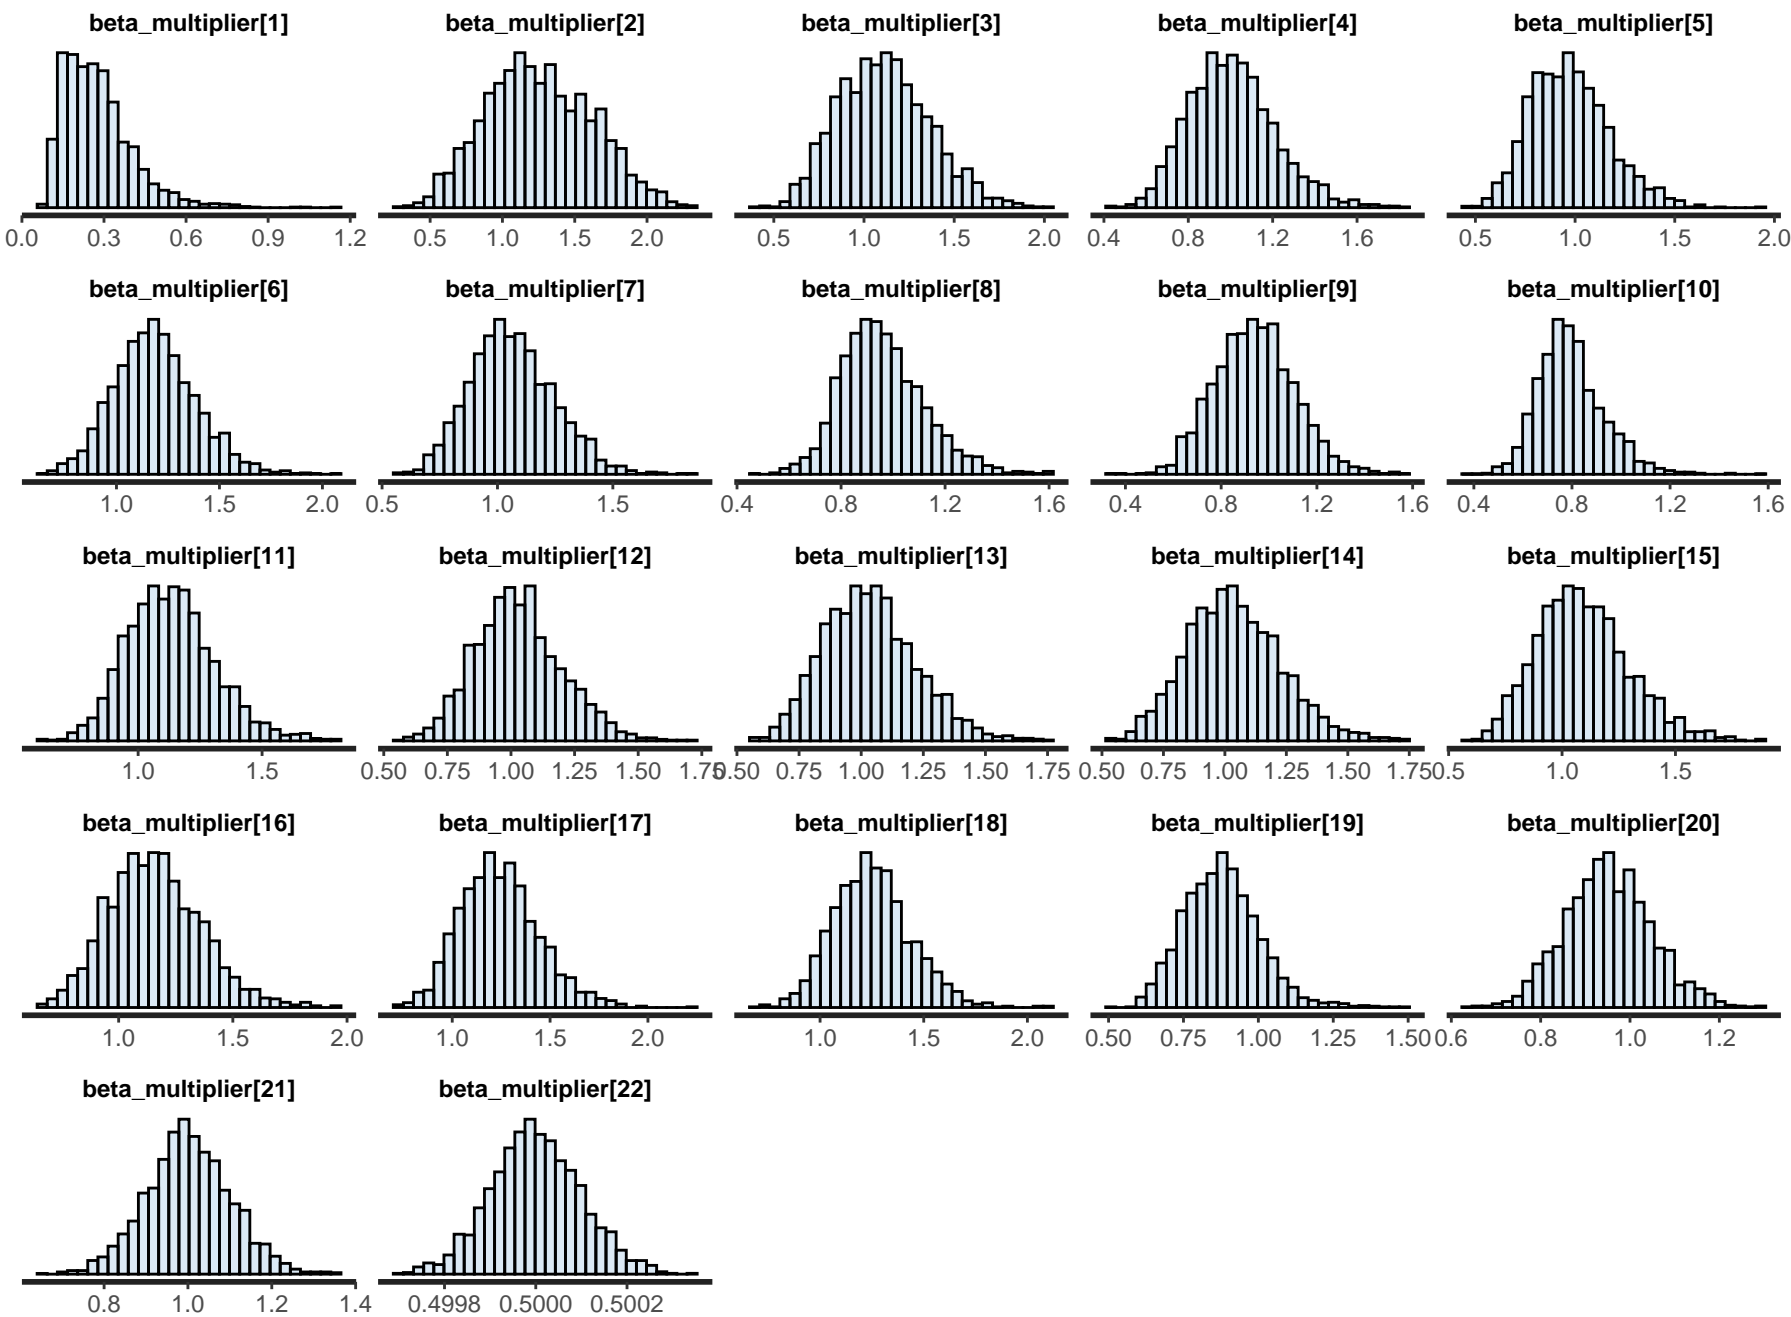 beta_multiplier[1] beta_multiplier[2] beta_multiplier[3] beta_multiplier[4] beta_multiplier[5]
0.0 0.3 0.6 0.9 1.2 0.5 1.0 1.5 2.0 0.5 1.0 1.5 2.0 0.4 0.8 1.2 1.6 0.5 1.0 1.5 2.0
beta_multiplier[6] beta_multiplier[7] beta_multiplier[8] beta_multiplier[9] beta_multiplier[10]
1.0 1.5 2.0 0.5 1.0 1.5 0.4 0.8 1.2 1.6 0.4 0.8 1.2 1.6 0.4 0.8 1.2 1.6
beta_multiplier[11] beta_multiplier[12] beta_multiplier[13] beta_multiplier[14] beta_multiplier[15]
1.0 1.5 0.50 0.75 1.00 1.25 1.50 1.75 0.50 0.75 1.00 1.25 1.50 1.75 0.50 0.75 1.00 1.25 1.50 1.75 0.5 1.0 1.5
beta_multiplier[16] beta_multiplier[17] beta_multiplier[18] beta_multiplier[19] beta_multiplier[20]
1.0 1.5 2.0 1.0 1.5 2.0 1.0 1.5 2.0 0.50 0.75 1.00 1.25 1.50 0.6 0.8 1.0 1.2
beta_multiplier[21] beta_multiplier[22]
0.8 1.0 1.2 1.4 0.4998 0.5000 0.5002